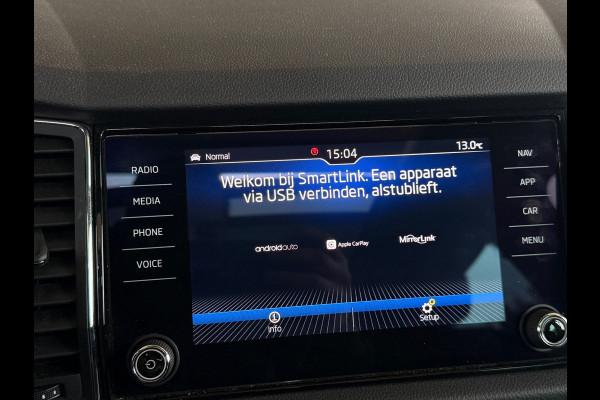 Normal
15:04
13.0°C
RADIO
MEDIA
PHONE
VOICE
Welkom bij SmartLink. Een apparaat
via USB verbinden, alstublieft.
androidauto
Apple CarPlay
MirrorLink
Info
Setup
NAV
APP
CAR
MENU